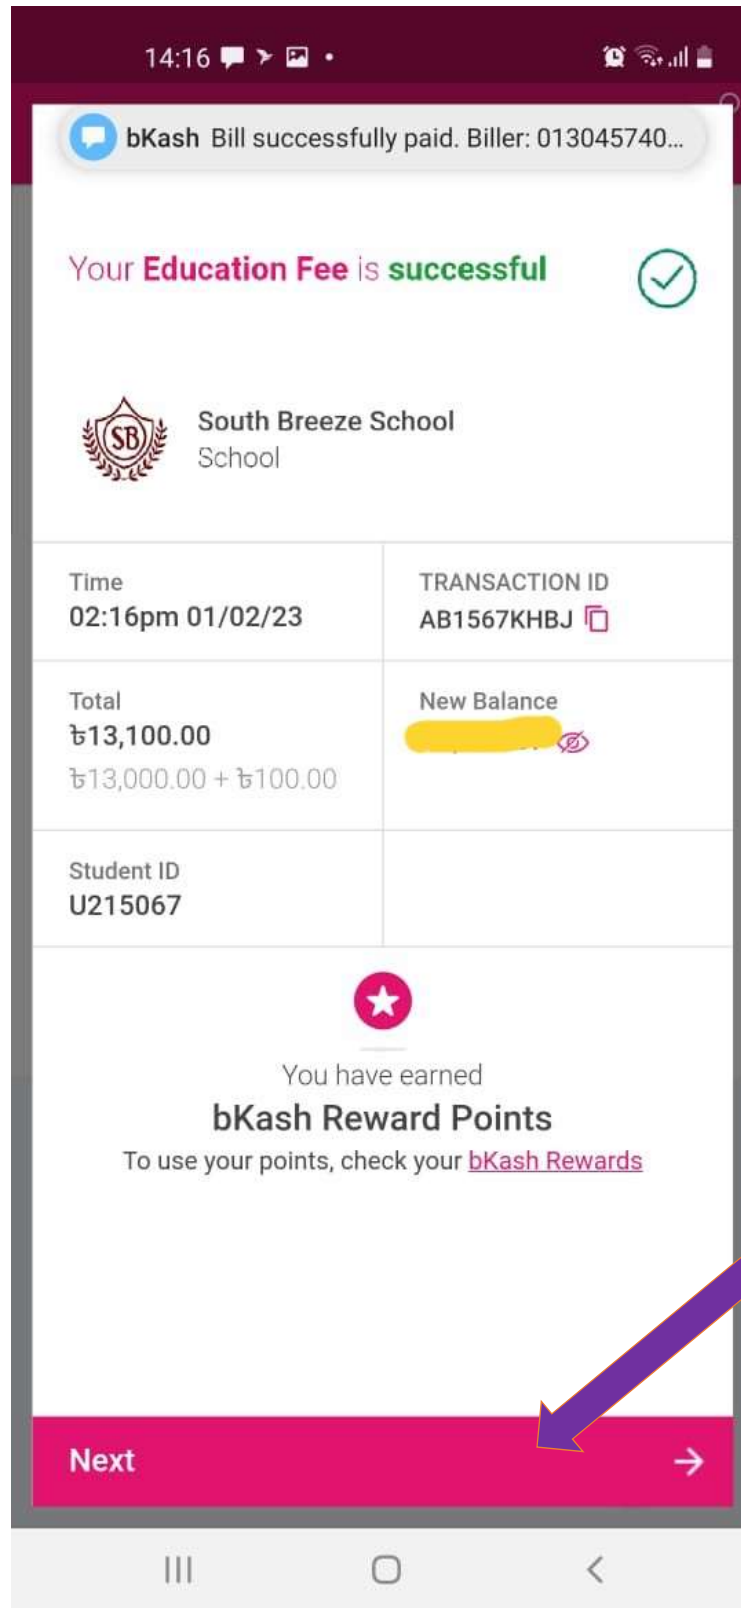 14:16
bKash Bill successfully paid. Biller: 013045740...
Your Education Fee is successful
SB
South Breeze School
School
Time
02:16pm 01/02/23
TRANSACTION ID
AB1567KHBJ
Total
৳13,100.00
৳13,000.00 + ৳100.00
New Balance
Student ID
U215067
You have earned
bKash Reward Points
To use your points, check your bKash Rewards
Next